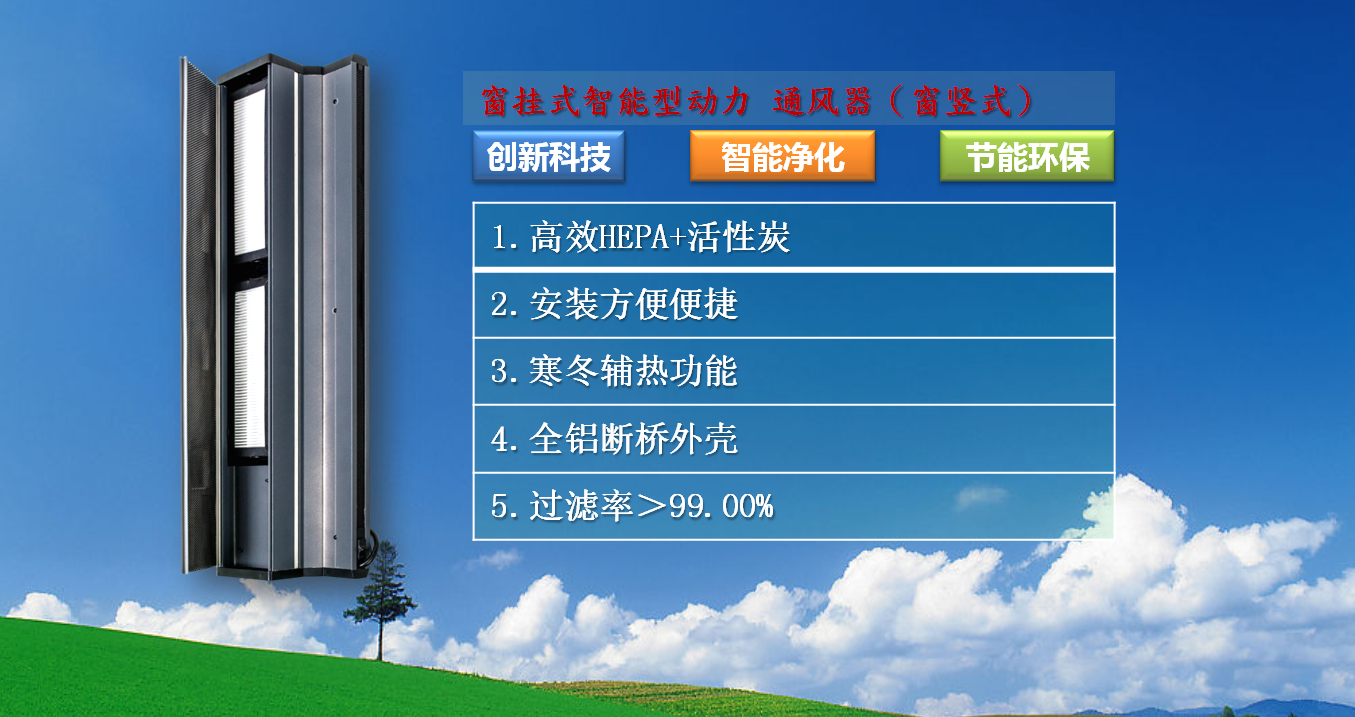 窗挂式智能型动力 通风器（窗竖式）
创新科技 智能净化 节能环保
1.高效HEPA+活性炭
2.安装方便便捷
3.寒冬辅热功能
4.全铝断桥外壳
5.过滤率＞99.00%